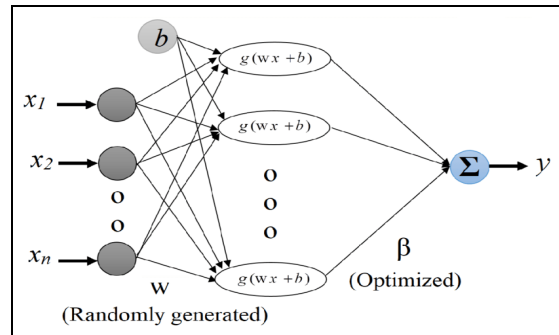 b
g(wx+b)
x1
g(wx+b)
x2
Σ y
o
o
o
o
o
xn
w
g(wx+b)
β
(Randomly generated)
(Optimized)